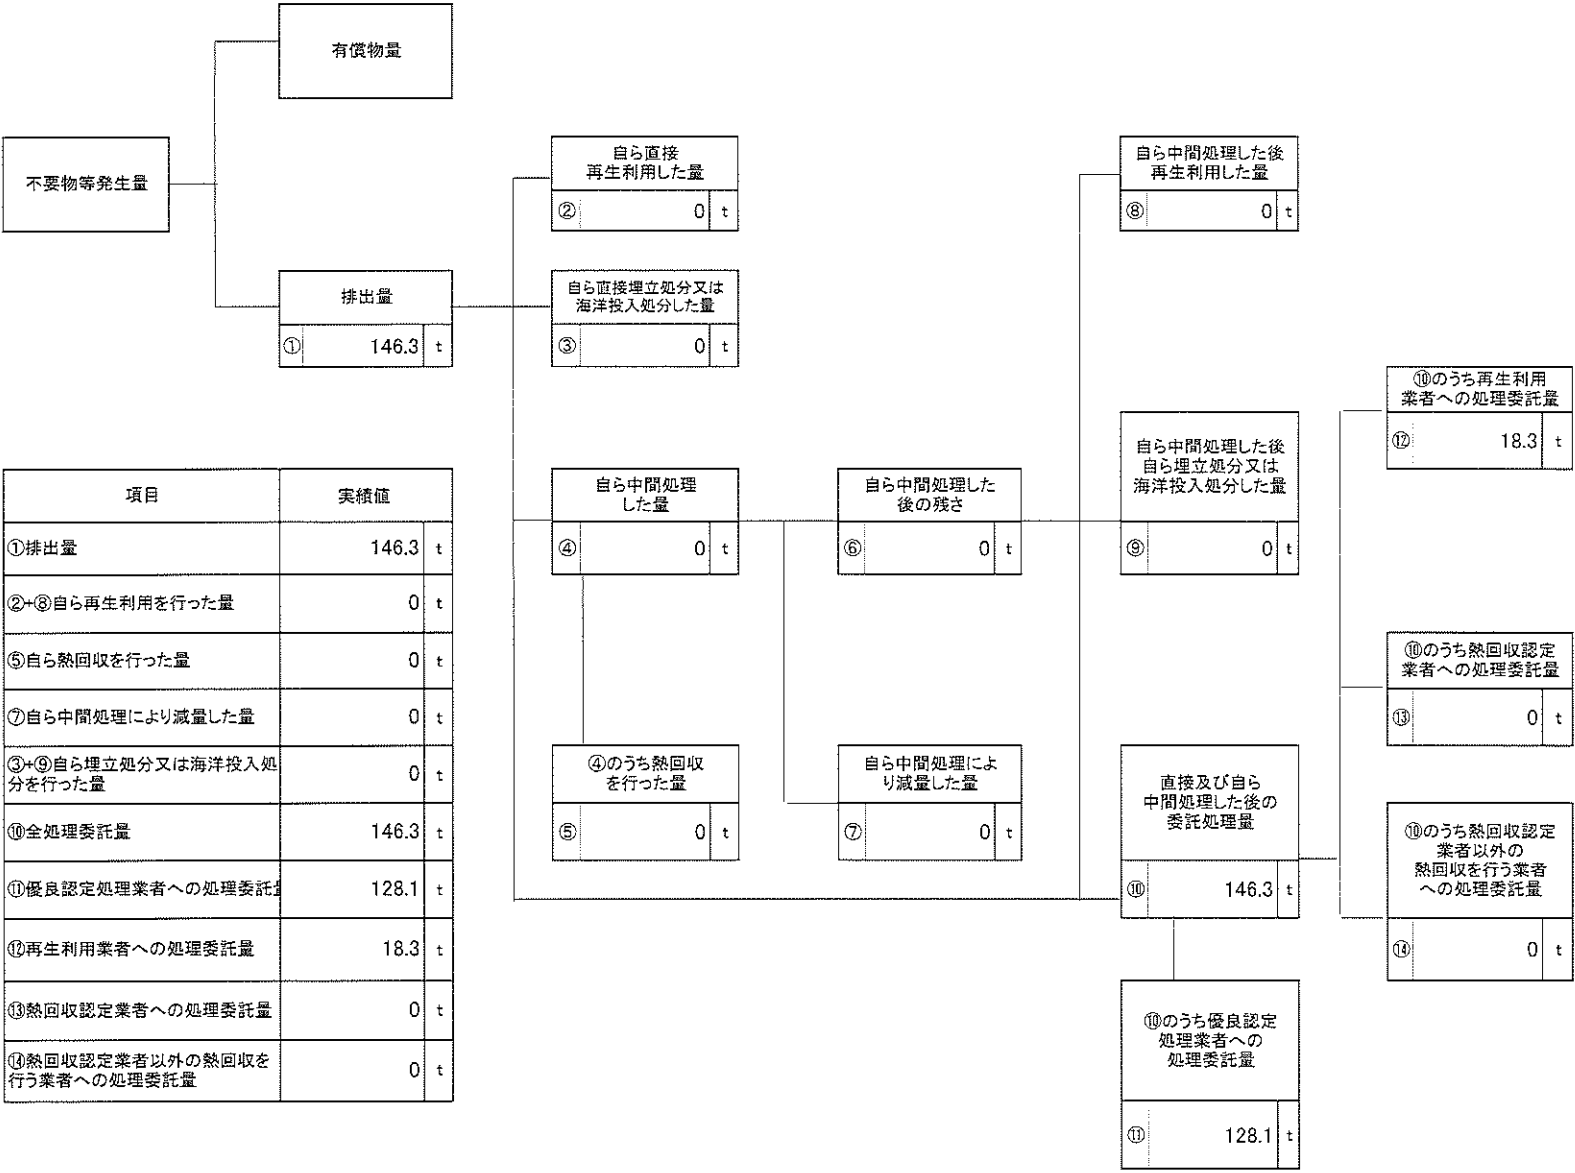 有償物量
不要物等発生量
排出量
① 146.3 t
自ら直接
再生利用した量
② 0 t
自ら直接埋立処分又は
海洋投入処分した量
③ 0 t
自ら中間処理
した量
④ 0 t
④のうち熱回収
を行った量
⑤ 0 t
自ら中間処理した
後の残さ
⑥ 0 t
自ら中間処理によ
り減量した量
⑦ 0 t
自ら中間処理した後
再生利用した量
⑧ 0 t
自ら中間処理した後
自ら埋立処分又は
海洋投入処分した量
⑨ 0 t
直接及び自ら
中間処理した後の
委託処理量
⑩ 146.3 t
⑩のうち優良認定
処理業者への
処理委託量
⑪ 128.1 t
⑩のうち再生利用
業者への処理委託量
⑫ 18.3 t
⑩のうち熱回収認定
業者への処理委託量
⑬ 0 t
⑩のうち熱回収認定
業者以外の
熱回収を行う業者
への処理委託量
⑭ 0 t
項目 実績値
①排出量 146.3 t
②+⑧自ら再生利用を行った量 0 t
⑤自ら熱回収を行った量 0 t
⑦自ら中間処理により減量した量 0 t
③+⑨自ら埋立処分又は海洋投入処
分を行った量 0 t
⑩全処理委託量 146.3 t
⑪優良認定処理業者への処理委託量 128.1 t
⑫再生利用業者への処理委託量 18.3 t
⑬熱回収認定業者への処理委託量 0 t
⑭熱回収認定業者以外の熱回収を
行う業者への処理委託量 0 t